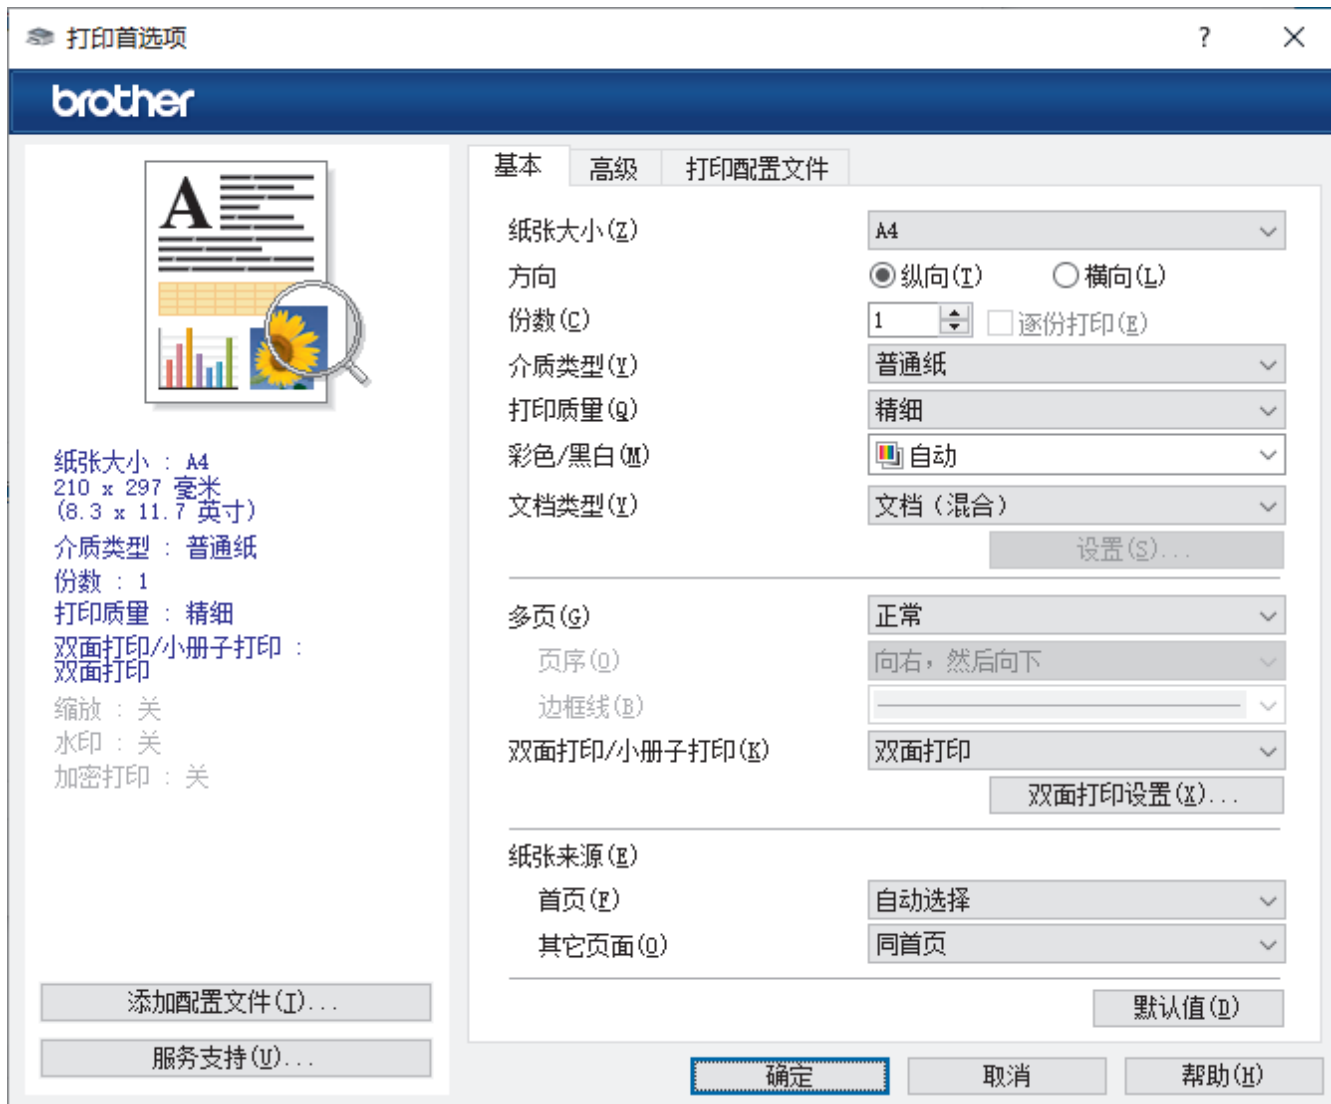 打印首选项
?
brother
A
纸张大小 : A4
210 x 297 毫米
(8.3 x 11.7 英寸)
介质类型 : 普通纸
份数 : 1
打印质量 : 精细
双面打印/小册子打印 :
双面打印
缩放 : 关
水印 : 关
加密打印 : 关
添加配置文件(I)...
服务支持(U)...
基本 高级 打印配置文件
纸张大小(Z) A4
方向 纵向(T) 横向(L)
份数(C) 1 逐份打印(E)
介质类型(Y) 普通纸
打印质量(Q) 精细
彩色/黑白(M) 自动
文档类型(Y) 文档 (混合)
设置(S)...
多页(G) 正常
页序(O) 向右, 然后向下
边框线(B)
双面打印/小册子打印(K) 双面打印
双面打印设置(X)...
纸张来源(E)
首页(F) 自动选择
其它页面(O) 同首页
默认值(D)
确定 取消 帮助(H)